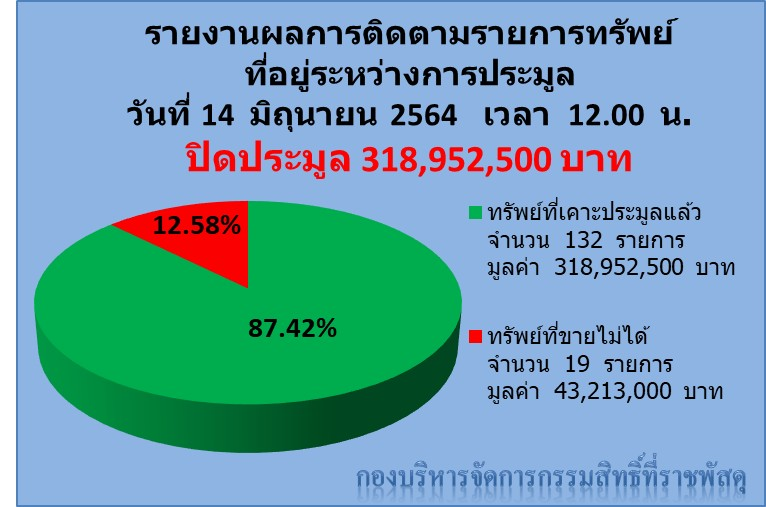 รายงานผลการติดตามรายการทรัพย์
ที่อยู่ระหว่างการประมูล
วันที่ 14 มิถุนายน 2564 เวลา 12.00 น.
ปิดประมูล 318,952,500 บาท
12.58%
87.42%
ทรัพย์ที่เคาะประมูลแล้ว
จำนวน 132 รายการ
มูลค่า 318,952,500 บาท
ทรัพย์ที่ขายไม่ได้
จำนวน 19 รายการ
มูลค่า 43,213,000 บาท
กองบริหารจัดการกรรมสิทธิ์ที่ราชพัสดุ